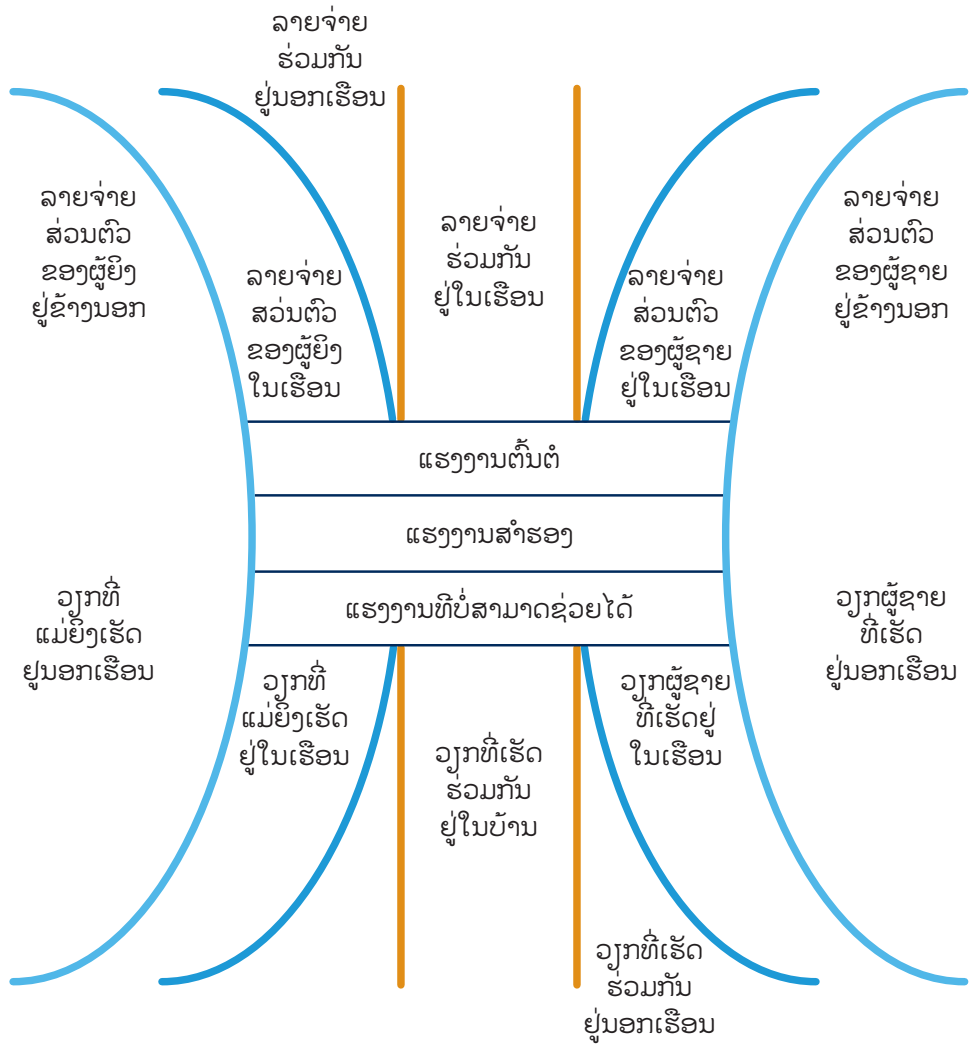 ລາຍຈ່າຍ
ຮ່ວມກັນ
ຢູ່ນອກເຮືອນ
ລາຍຈ່າຍ
ສ່ວນຕົວ
ຂອງຜູ້ຍິງ
ຢູ່ຂ້າງນອກ
ລາຍຈ່າຍ
ສ່ວນຕົວ
ຂອງຜູ້ຍິງ
ໃນເຮືອນ
ລາຍຈ່າຍ
ຮ່ວມກັນ
ຢູ່ໃນເຮືອນ
ລາຍຈ່າຍ
ສ່ວນຕົວ
ຂອງຜູ້ຊາຍ
ຢູ່ໃນເຮືອນ
ລາຍຈ່າຍ
ສ່ວນຕົວ
ຂອງຜູ້ຊາຍ
ຢູ່ຂ້າງນອກ
ແຮງງານຕົ້ນຕໍ
ແຮງງານສຳຮອງ
ແຮງງານທີບໍ່ສາມາດຊ່ວຍໄດ້
ວຽກທີ່
ແມ່ຍິງເຮັດ
ຢູນອກເຮືອນ
ວຽກທີ່
ແມ່ຍິງເຮັດ
ຢູ່ໃນເຮືອນ
ວຽກທີ່ເຮັດ
ຮ່ວມກັນ
ຢູ່ໃນບ້ານ
ວຽກຜູ້ຊາຍ
ທີ່ເຮັດຢູ່
ໃນເຮືອນ
ວຽກຜູ້ຊາຍ
ທີ່ເຮັດ
ຢູ່ນອກເຮືອນ
ວຽກທີ່ເຮັດ
ຮ່ວມກັນ
ຢູ່ນອກເຮືອນ